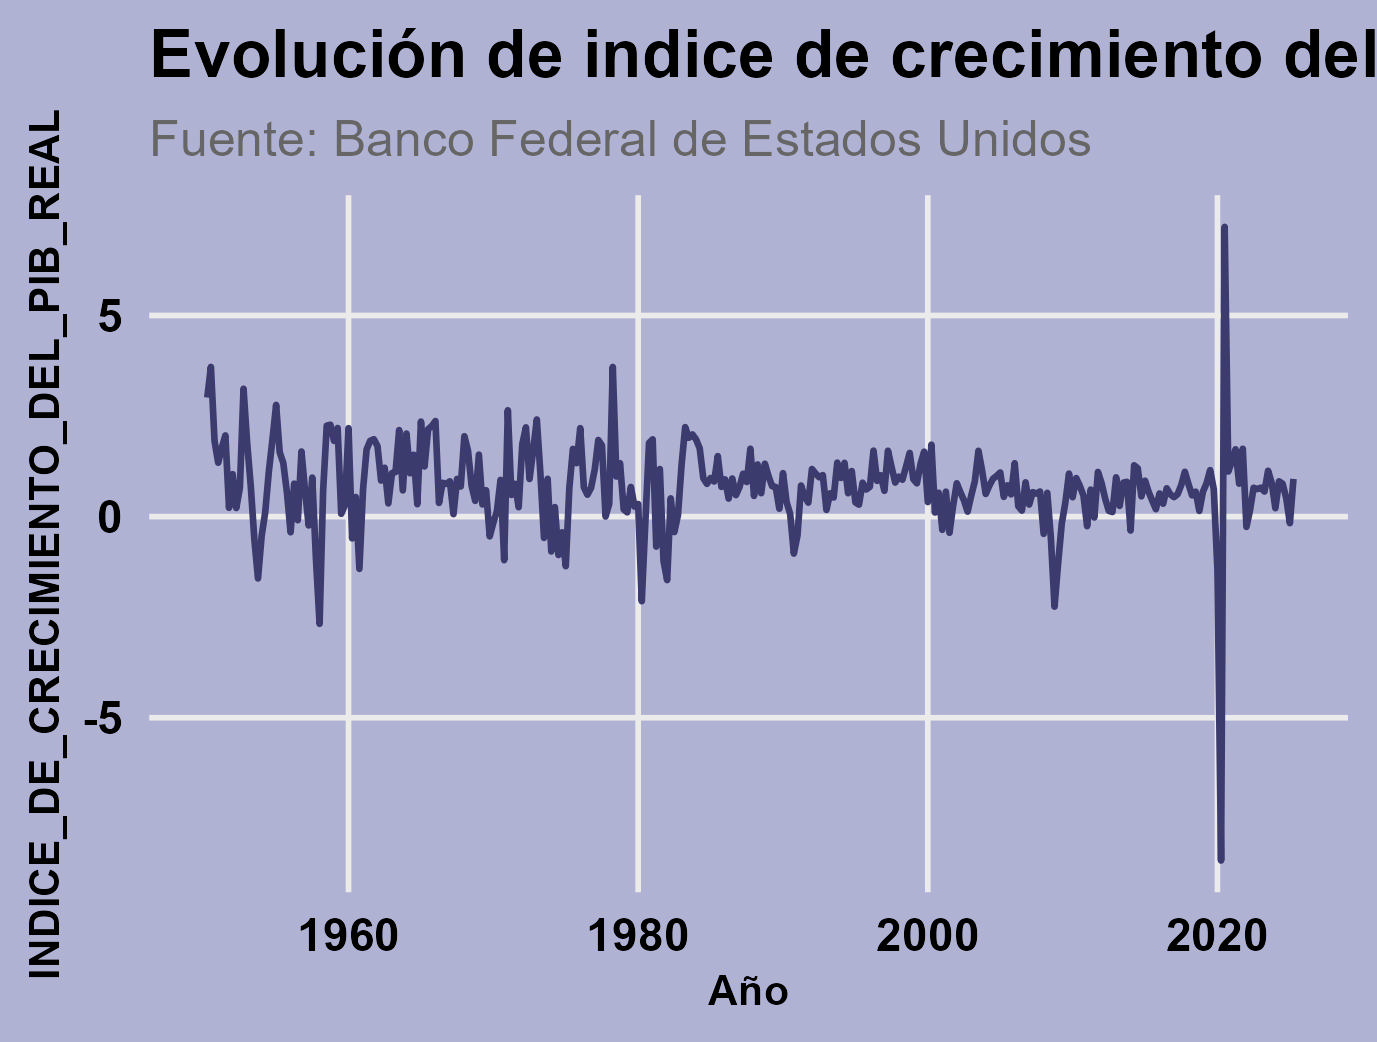 Evolución de indice de crecimiento del
Fuente: Banco Federal de Estados Unidos
INDICE_DE_CRECIMIENTO_DEL_PIB_REAL
5
0
-5
1960 1980 2000 2020
Año